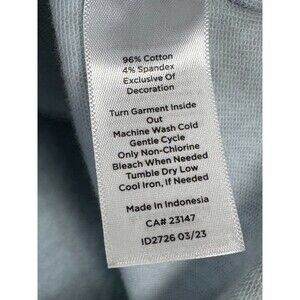 96% Cotton
4% Spandex
Exclusive Of
Decoration
Turn Garment Inside
Out
Machine Wash Cold
Gentle Cycle
Only Non-Chlorine
Bleach When Needed
Tumble Dry Low
Cool Iron, If Needed
Made In Indonesia
CA# 23147
ID2726 03/23